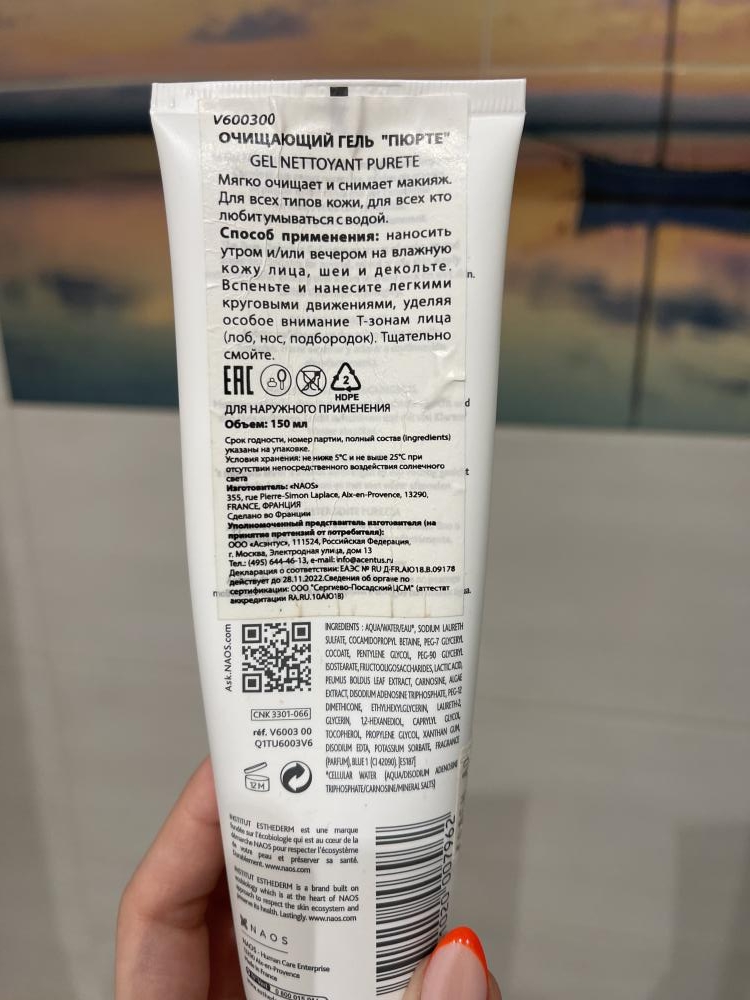 V600300
ОЧИЩАЮЩИЙ ГЕЛЬ "ПЮРТЕ"
GEL NETTOYANT PURETE
Мягко очищает и снимает макияж.
Для всех типов кожи, для всех кто
любит умываться с водой.
Способ применения: наносить
утром и/или вечером на влажную
кожу лица, шеи и декольте.
Вспеньте и нанесите легкими
круговыми движениями, уделяя
особое внимание Т-зонам лица
(лоб, нос, подбородок). Тщательно
смойте.
EAC
2
HDPE
ДЛЯ НАРУЖНОГО ПРИМЕНЕНИЯ
Объем: 150 мл
Срок годности, номер партии, полный состав (ingredients)
указаны на упаковке.
Условия хранения: не ниже 5°C и не выше 25°C при
отсутствии непосредственного воздействия солнечного
света
Изготовитель: «NAOS»
355, rue Pierre-Simon Laplace, Aix-en-Provence, 13290,
FRANCE, ФРАНЦИЯ
Сделано во Франции
Уполномоченный представитель изготовителя (на
принятие претензий от потребителя):
ООО «Асэнтус», 111524, Российская Федерация,
г. Москва, Электродная улица, дом 13
Тел.: (495) 644-46-13, e-mail: info@acentus.ru
Декларация о соответствии: ЕАЭС № RU Д-FR.АЮ18.В.09178
действует до 28.11.2022.Сведения об органе по
сертификации: ООО "Сергиево-Посадский ЦСМ" (аттестат
аккредитации RA.RU.10АЮ18)
Ask.NAOS.com
CNK 3301-066
réf. V6003 00
Q1TU6003V6
12 M
INGREDIENTS : AQUA/WATER/EAU*, SODIUM LAURETH
SULFATE, COCAMIDOPROPYL BETAINE, PEG-7 GLYCERYL
COCOATE, PENTYLENE GLYCOL, PEG-90 GLYCERYL
ISOSTEARATE, FRUCTOOLIGOSACCHARIDES, LACTIC ACID,
PEUMUS BOLDUS LEAF EXTRACT, CARNOSINE, ALGAE
EXTRACT, DISODIUM ADENOSINE TRIPHOSPHATE, PEG-12
DIMETHICONE, ETHYLHEXYLGLYCERIN, LAURETH-2,
GLYCERIN, 1,2-HEXANEDIOL, CAPRYLYL GLYCOL,
TOCOPHEROL, PROPYLENE GLYCOL, XANTHAN GUM,
DISODIUM EDTA, POTASSIUM SORBATE, FRAGRANCE
(PARFUM), BLUE 1 (CI 42090). [ES187]
*CELLULAR WATER (AQUA/DISODIUM ADENOSINE
TRIPHOSPHATE/CARNOSINE/MINERAL SALTS)
INSTITUT ESTHEDERM est une marque
fondée sur l'écobiologie qui est au cœur de la
démarche NAOS pour respecter l'écosystème
de votre peau et préserver sa santé.
Durablement. www.naos.com
INSTITUT ESTHEDERM is a brand built on
ecobiology which is at the heart of NAOS
approach to respect the skin ecosystem and
preserve its health. Lastingly. www.naos.com
NAOS
NAOS - Human Care Enterprise
Aix-en-Provence
Made in France